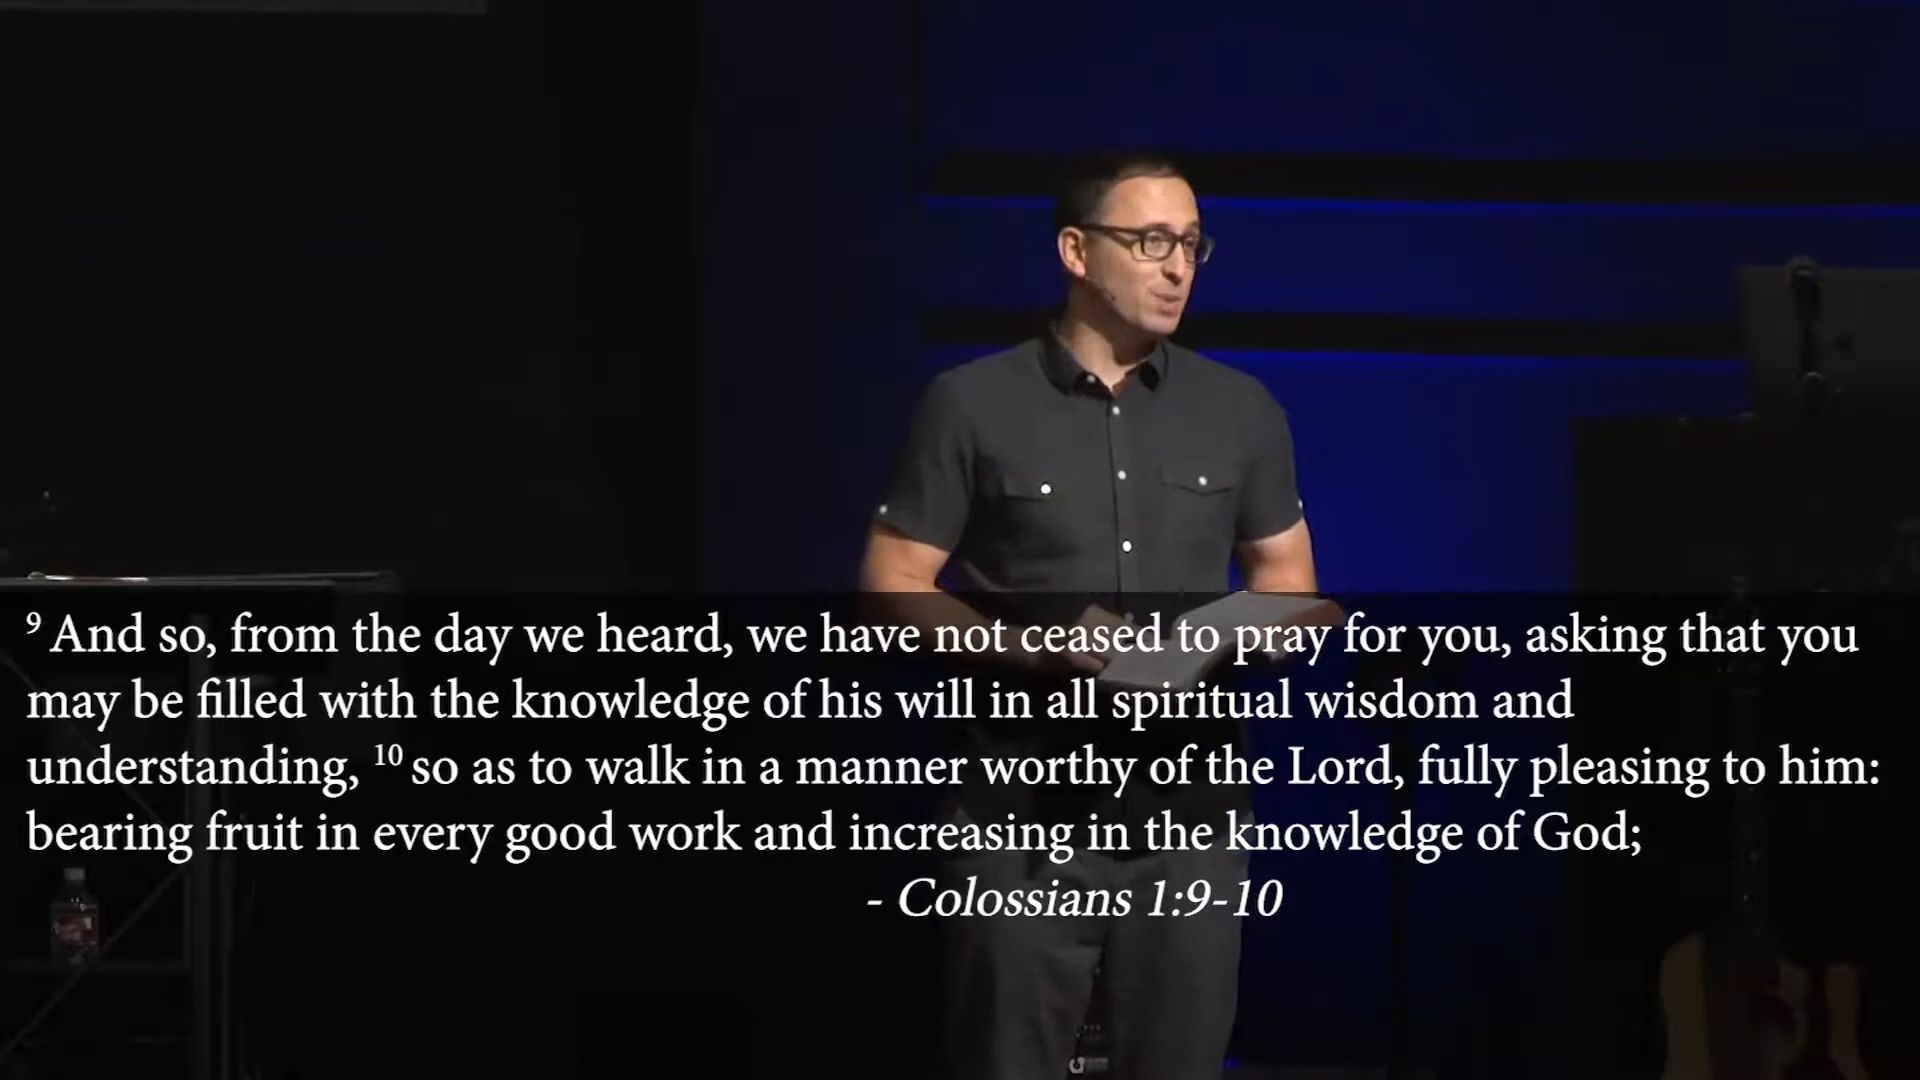 ⁹ And so, from the day we heard, we have not ceased to pray for you, asking that you
may be filled with the knowledge of his will in all spiritual wisdom and
understanding, ¹⁰ so as to walk in a manner worthy of the Lord, fully pleasing to him:
bearing fruit in every good work and increasing in the knowledge of God;
- Colossians 1:9-10